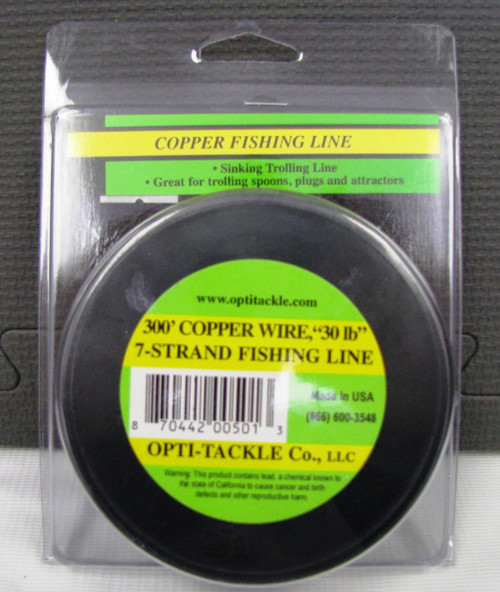 COPPER FISHING LINE
• Sinking Trolling Line
• Great for trolling spoons, plugs and attractors
www.optitackle.com
300' COPPER WIRE,"30 lb"
7-STRAND FISHING LINE
Made in USA
(866) 600-3548
8 70442 00501 3
OPTI-TACKLE Co., LLC
Warning: This product contains lead, a chemical known to
the state of California to cause cancer and birth
defects and other reproductive harm.